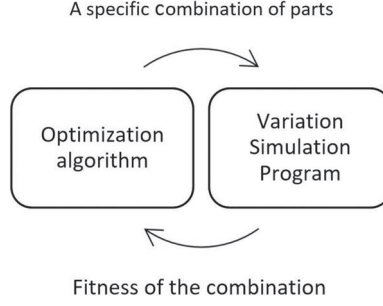 A specific combination of parts
Optimization
algorithm
Variation
Simulation
Program
Fitness of the combination